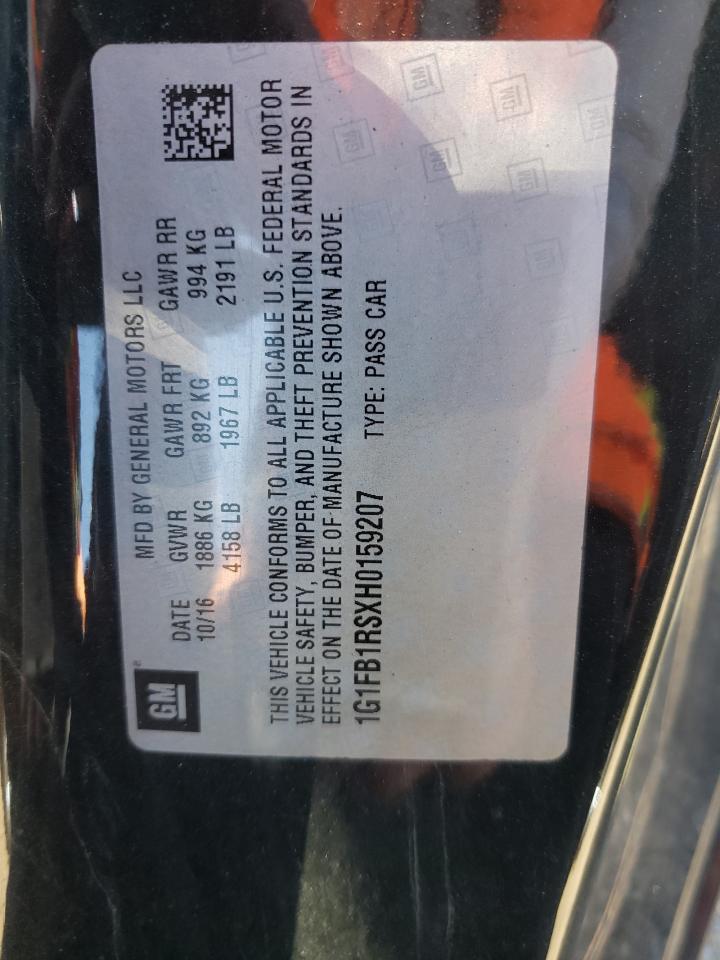 GM
MFD BY GENERAL MOTORS LLC
DATE GVWR GAWR FRT GAWR RR
10/16 1886 KG 892 KG 994 KG
4158 LB 1967 LB 2191 LB
THIS VEHICLE CONFORMS TO ALL APPLICABLE U.S. FEDERAL MOTOR
VEHICLE SAFETY, BUMPER, AND THEFT PREVENTION STANDARDS IN
EFFECT ON THE DATE OF MANUFACTURE SHOWN ABOVE.
1G1FB1RSXH0159207 TYPE: PASS CAR